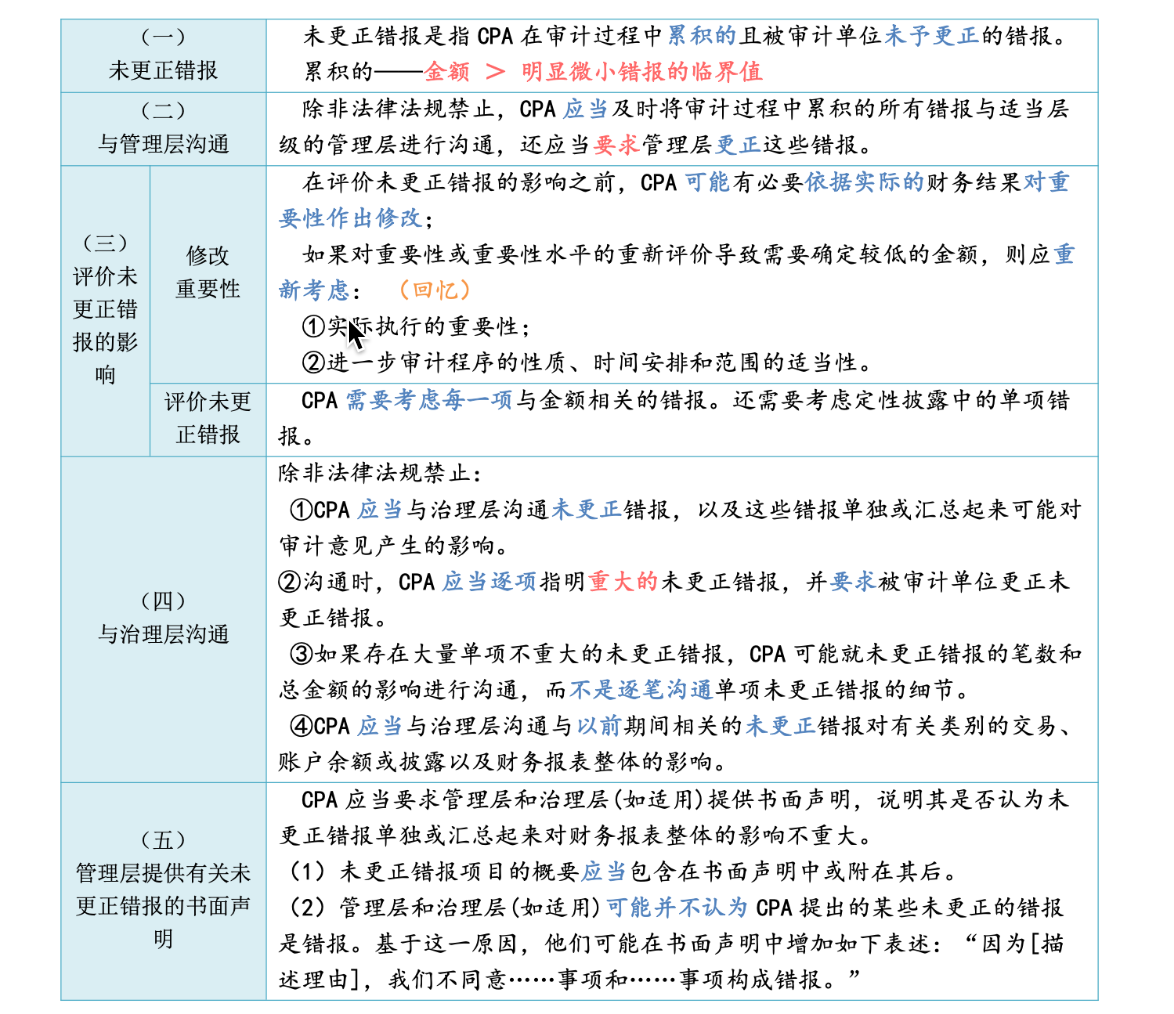 （一）
未更正错报
未更正错报是指 CPA 在审计过程中累积的且被审计单位未予更正的错报。
累积的——金额 ＞ 明显微小错报的临界值
（二）
与管理层沟通
除非法律法规禁止，CPA 应当及时将审计过程中累积的所有错报与适当层
级的管理层进行沟通，还应当要求管理层更正这些错报。
（三）
评价未
更正错
报的影
响
修改
重要性
在评价未更正错报的影响之前，CPA 可能有必要依据实际的财务结果对重
要性作出修改；
如果对重要性或重要性水平的重新评价导致需要确定较低的金额，则应重
新考虑： （回忆）
①实际执行的重要性；
②进一步审计程序的性质、时间安排和范围的适当性。
评价未更
正错报
CPA 需要考虑每一项与金额相关的错报。还需要考虑定性披露中的单项错
报。
（四）
与治理层沟通
除非法律法规禁止：
①CPA 应当与治理层沟通未更正错报，以及这些错报单独或汇总起来可能对
审计意见产生的影响。
②沟通时，CPA 应当逐项指明重大的未更正错报，并要求被审计单位更正未
更正错报。
③如果存在大量单项不重大的未更正错报，CPA 可能就未更正错报的笔数和
总金额的影响进行沟通，而不是逐笔沟通单项未更正错报的细节。
④CPA 应当与治理层沟通与以前期间相关的未更正错报对有关类别的交易、
账户余额或披露以及财务报表整体的影响。
（五）
管理层提供有关未
更正错报的书面声
明
CPA 应当要求管理层和治理层(如适用)提供书面声明，说明其是否认为未
更正错报单独或汇总起来对财务报表整体的影响不重大。
（1）未更正错报项目的概要应当包含在书面声明中或附在其后。
（2）管理层和治理层(如适用)可能并不认为 CPA 提出的某些未更正的错报
是错报。基于这一原因，他们可能在书面声明中增加如下表述：“因为[描
述理由]，我们不同意……事项和……事项构成错报。”